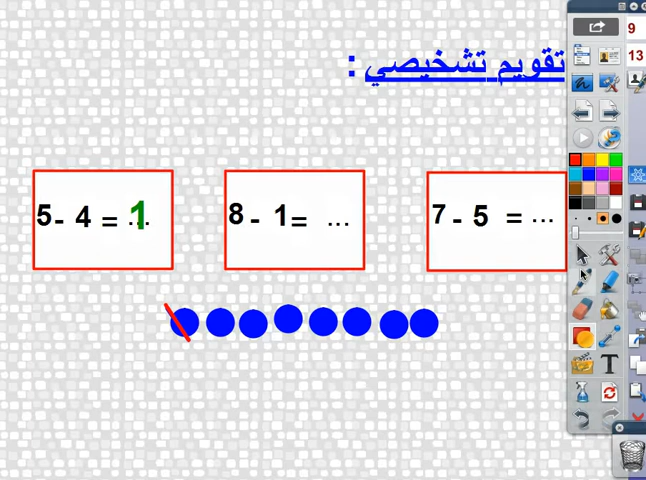 تقويم تشخيصي :
5 - 4 = 1
8 - 1 = ...
7 - 5 = ...
9
13
T